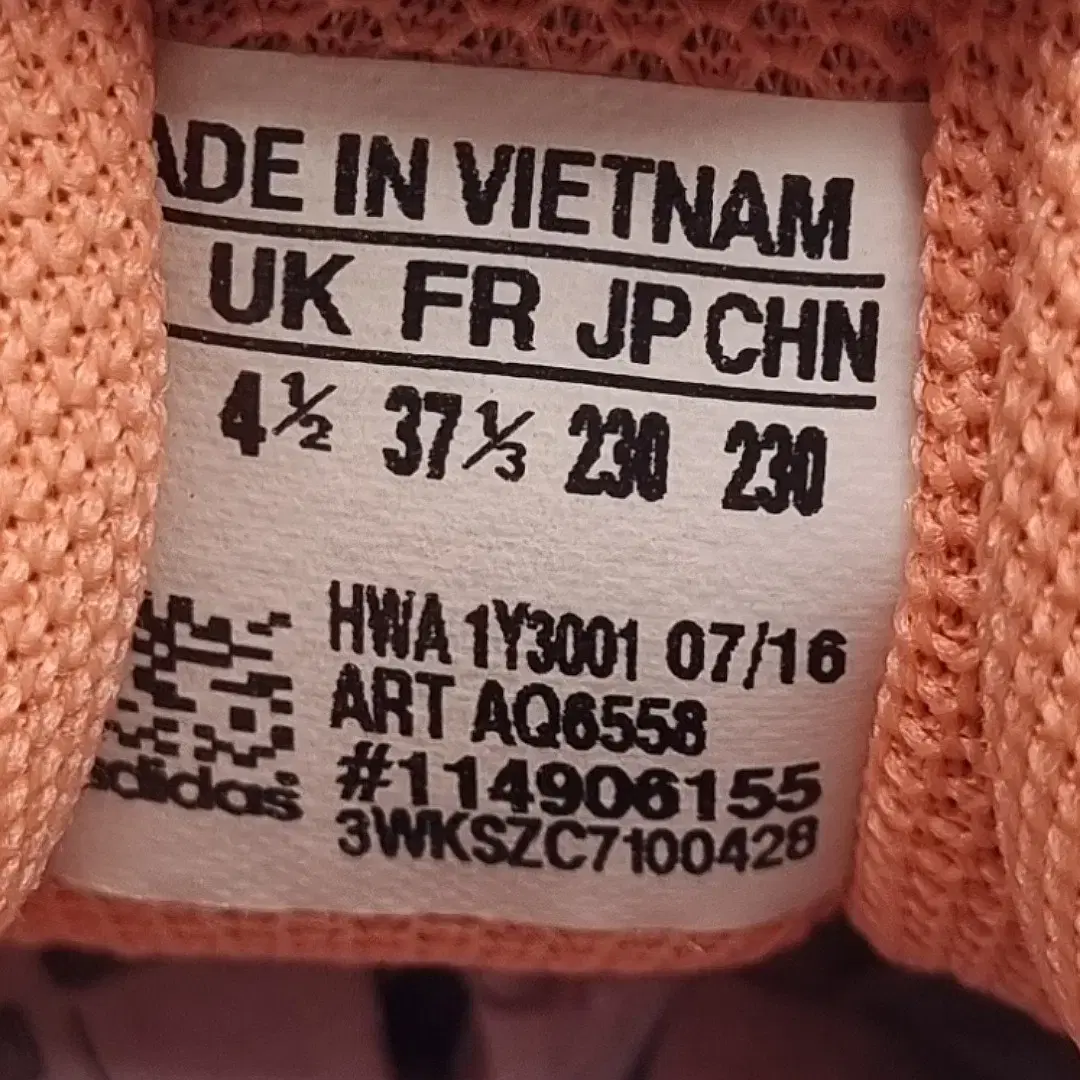 MADE IN VIETNAM
UK FR JP CHN
4½ 37⅓ 230 230
HWA 1Y3001 07/16
ART AQ6558
#114906155
3WKSZC7100428
adidas